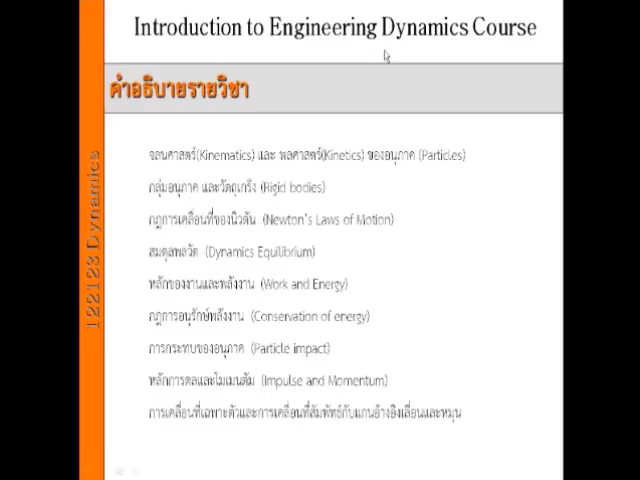 Introduction to Engineering Dynamics Course
คำอธิบายรายวิชา
122123 Dynamics
จลนศาสตร์(Kinematics) และ พลศาสตร์(Kinetics) ของอนุภาค (Particles)
กลุ่มอนุภาค และวัตถุเกร็ง (Rigid bodies)
กฎการเคลื่อนที่ของนิวตัน (Newton's Laws of Motion)
สมดุลพลวัต (Dynamics Equilibrium)
หลักของงานและพลังงาน (Work and Energy)
กฎการอนุรักษ์พลังงาน (Conservation of energy)
การกระทบของอนุภาค (Particle impact)
หลักการดลและโมเมนตัม (Impulse and Momentum)
การเคลื่อนที่เฉพาะตัวและการเคลื่อนที่สัมพัทธ์กับแกนอ้างอิงเลื่อนและหมุน